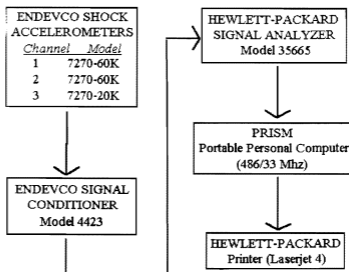 ENDEVCO SHOCK
ACCELEROMETERS
Channel Model
1 7270-60K
2 7270-60K
3 7270-20K
ENDEVCO SIGNAL
CONDITIONER
Model 4423
HEWLETT-PACKARD
SIGNAL ANALYZER
Model 35665
PRISM
Portable Personal Computer
(486/33 Mhz)
HEWLETT-PACKARD
Printer (Laserjet 4)